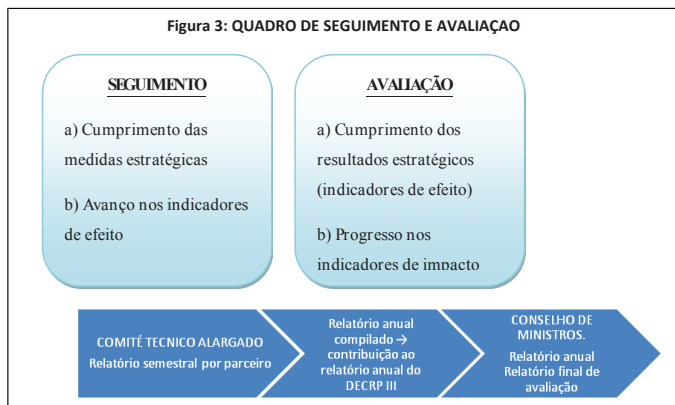 Figura 3: QUADRO DE SEGUIMENTO E AVALIAÇAO
SEGUIMENTO
a) Cumprimento das
medidas estratégicas
b) Avanço nos indicadores
de efeito
AVALIAÇÃO
a) Cumprimento dos
resultados estratégicos
(indicadores de efeito)
b) Progresso nos
indicadores de impacto
COMITÉ TECNICO ALARGADO
Relatório semestral por parceiro
Relatório anual
compilado →
contribuição ao
relatório anual do
DECRP III
CONSELHO DE
MINISTROS.
Relatório anual
Relatório final de
avaliação